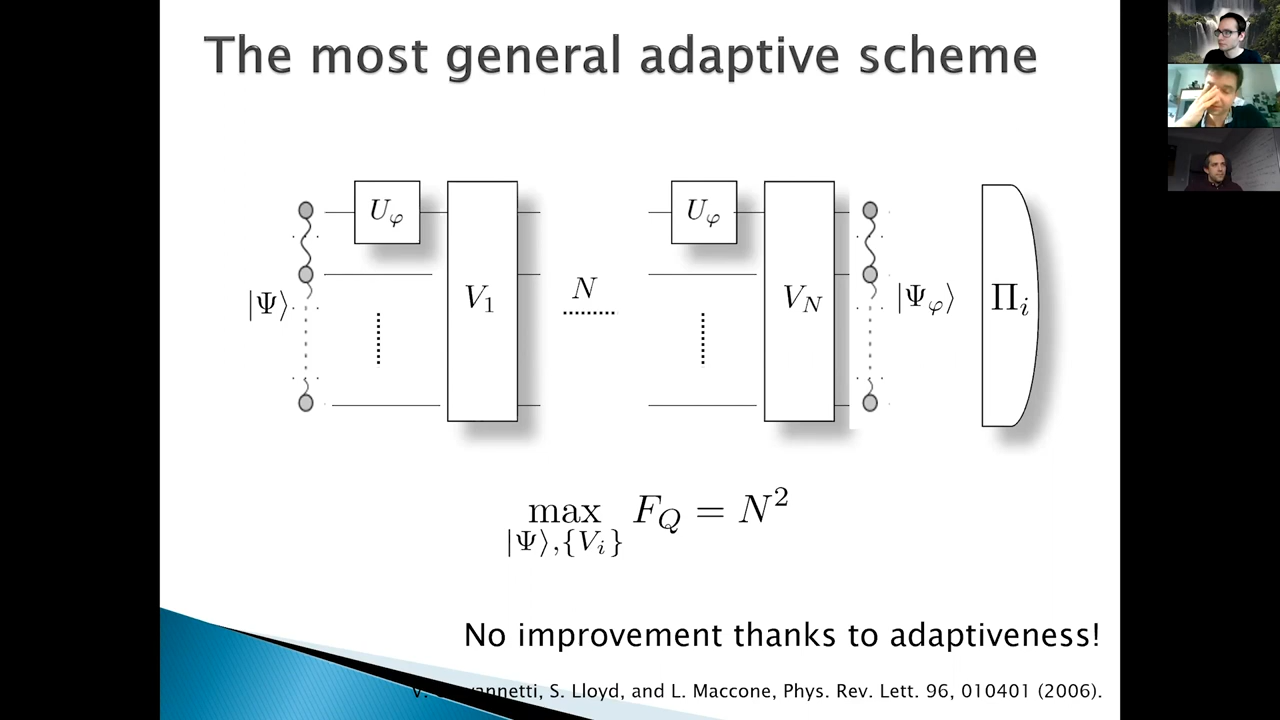 The most general adaptive scheme
|Ψ⟩
U_φ
V_1
N
U_φ
V_N
|Ψ_φ⟩
Π_i
max F_Q = N^2
|Ψ⟩,{V_i}
No improvement thanks to adaptiveness!
V. S. Lloyd, and L. Maccone, Phys. Rev. Lett. 96, 010401 (2006).